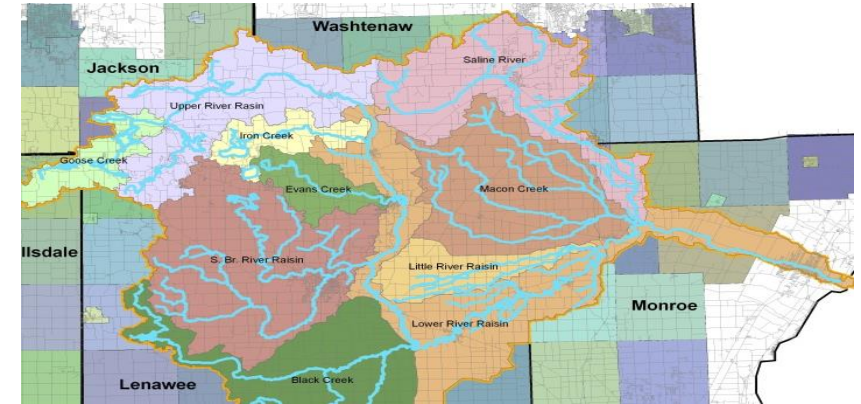 Washtenaw
Saline River
Jackson
Upper River Rasin
Iron Creek
Goose Creek
Evans Creek
Macon Creek
llsdale
S. Br. River Raisin
Little River Raisin
Monroe
Lower River Raisin
Lenawee
Black Creek